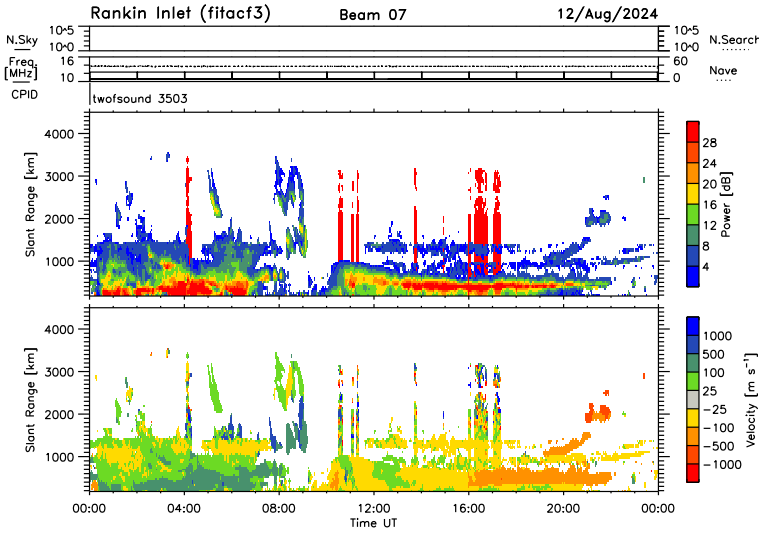 Rankin Inlet (fitacf3) Beam 07 12/Aug/2024
N.Sky 10^5 10^0 10^5 10^0 N.Search
Freq. [MHz] 16 10 60 0 Nave
CPID twofsound 3503
Slant Range [km] 4000 3000 2000 1000
Power [dB] 28 24 20 16 12 8 4
Slant Range [km] 4000 3000 2000 1000
Velocity [m s⁻¹] 1000 500 100 25 −25 −100 −500 −1000
00:00 04:00 08:00 12:00 16:00 20:00 00:00
Time UT